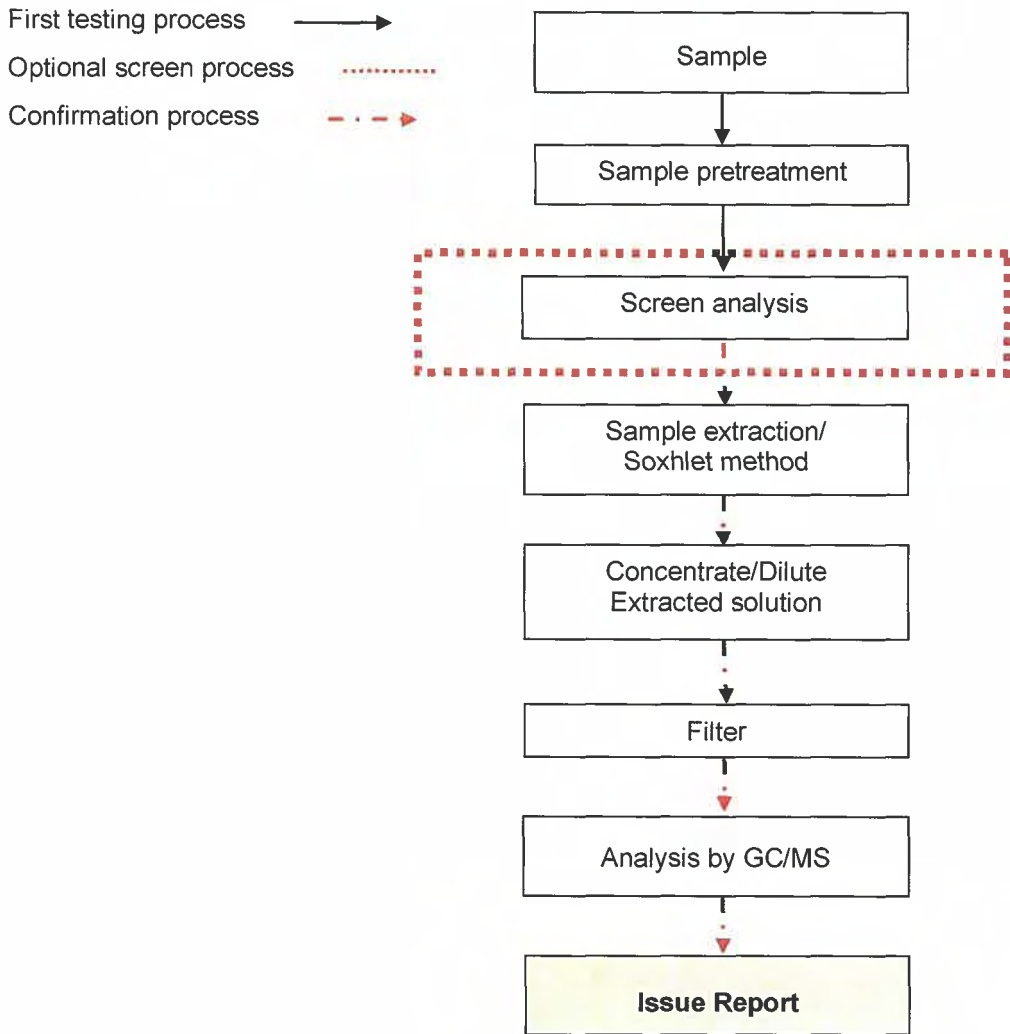 First testing process
Optional screen process
Confirmation process
Sample
Sample pretreatment
Screen analysis
Sample extraction/
Soxhlet method
Concentrate/Dilute
Extracted solution
Filter
Analysis by GC/MS
Issue Report